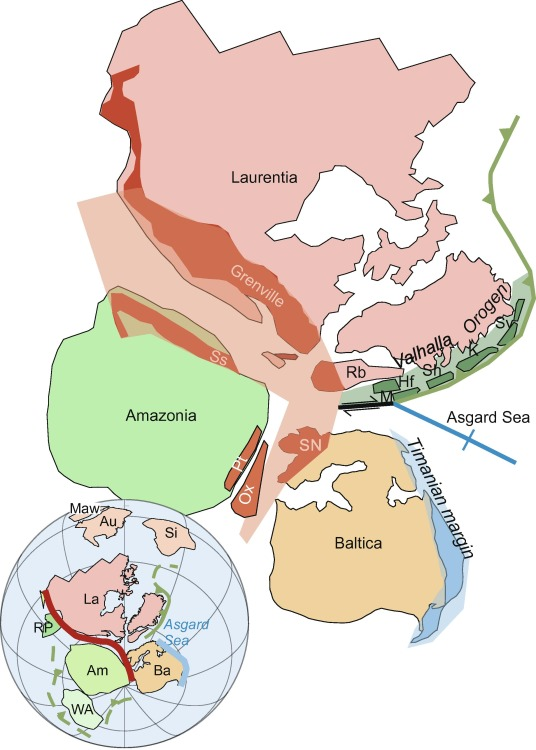 Laurentia
Grenville
Valhalla Orogen
Sv
K
Sh
Hf
M
Rb
Ss
Amazonia
Asgard Sea
SN
Pt
Ox
Timanian margin
Baltica
Maw
Au
Si
La
RP
Asgard
Sea
Am
Ba
WA